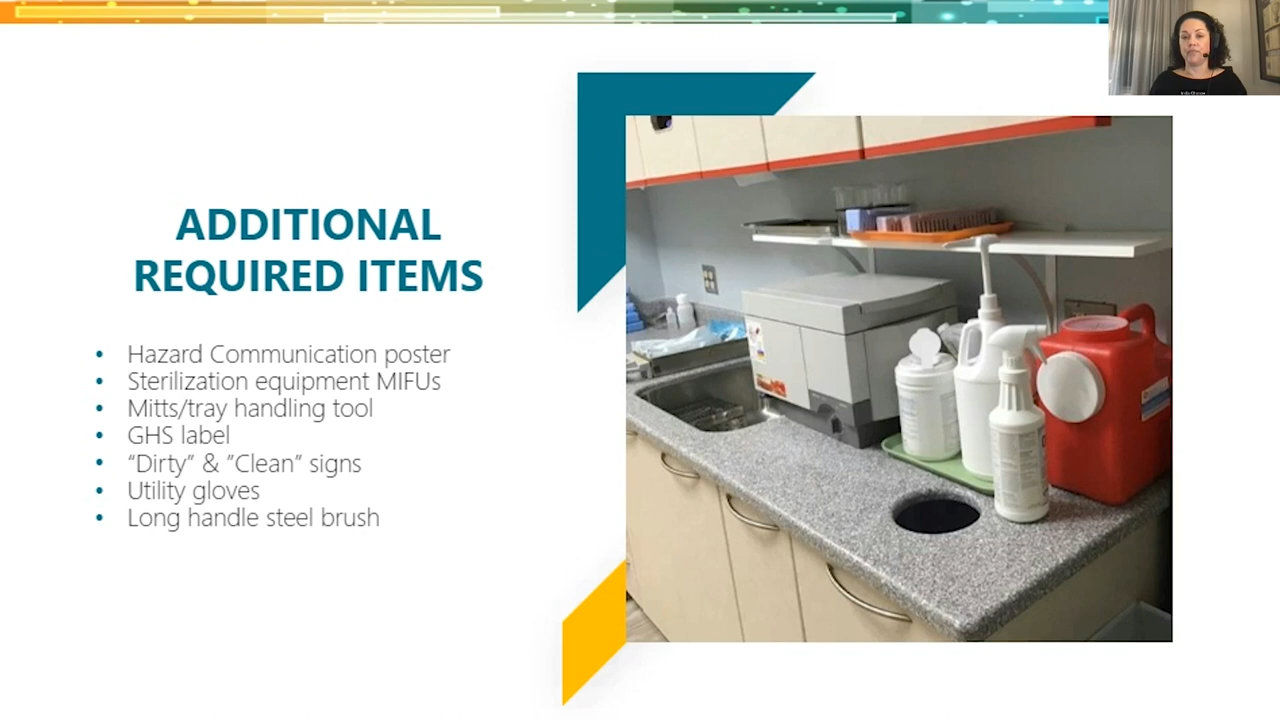 ADDITIONAL
REQUIRED ITEMS
• Hazard Communication poster
• Sterilization equipment MIFUs
• Mitts/tray handling tool
• GHS label
• “Dirty” & ”Clean” signs
• Utility gloves
• Long handle steel brush